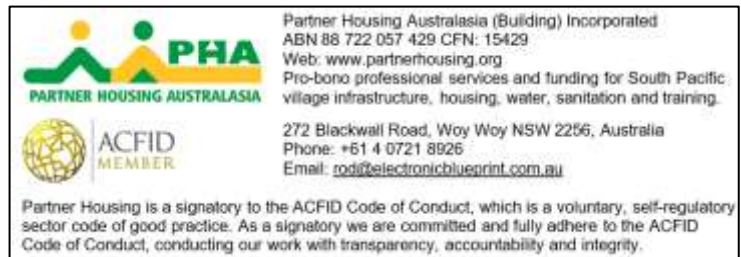 PHA
PARTNER HOUSING AUSTRALASIA
Partner Housing Australasia (Building) Incorporated
ABN 88 722 057 429 CFN: 15429
Web: www.partnerhousing.org
Pro-bono professional services and funding for South Pacific
village infrastructure, housing, water, sanitation and training.
ACFID
MEMBER
272 Blackwall Road, Woy Woy NSW 2256, Australia
Phone: +61 4 0721 8926
Email: rod@electronicblueprint.com.au
Partner Housing is a signatory to the ACFID Code of Conduct, which is a voluntary, self-regulatory
sector code of good practice. As a signatory we are committed and fully adhere to the ACFID
Code of Conduct, conducting our work with transparency, accountability and integrity.